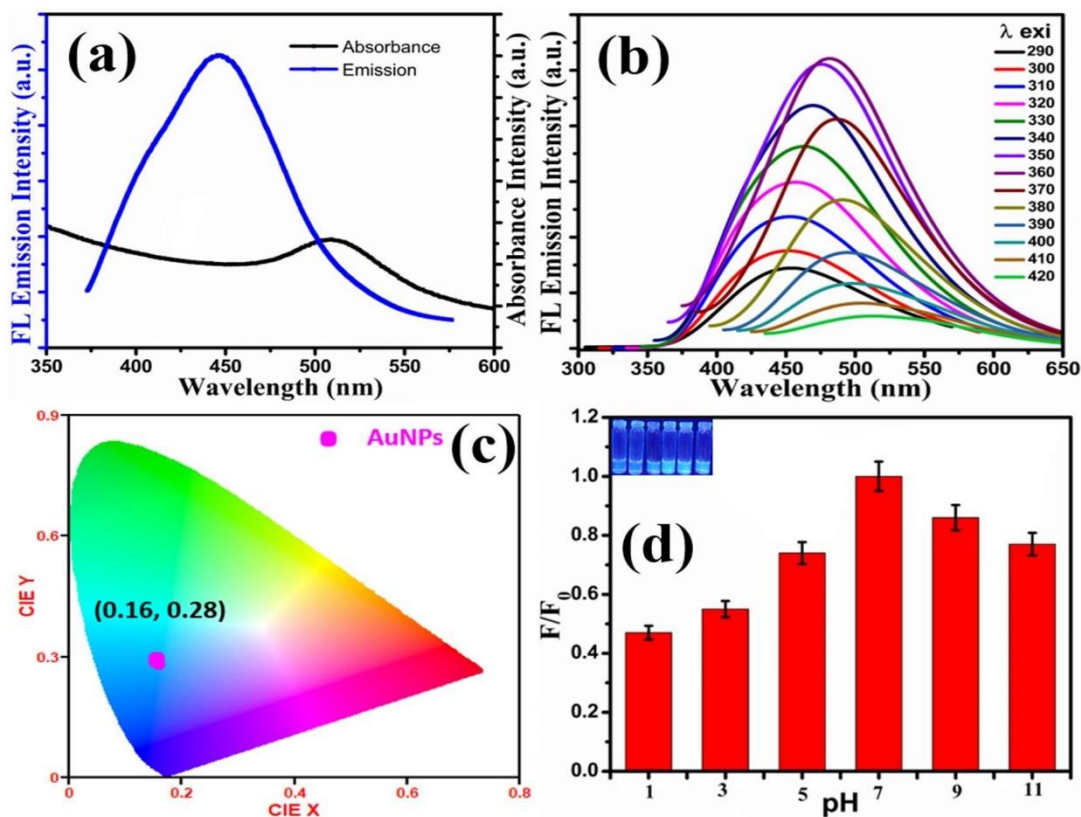 (a)
Absorbance
Emission
FL Emission Intensity (a.u.)
Absorbance Intensity (a.u.)
350 400 450 500 550 600
Wavelength (nm)
(b)
λ exi
290
300
310
320
330
340
350
360
370
380
390
400
410
420
FL Emission Intensity (a.u.)
300 350 400 450 500 550 600 650
Wavelength (nm)
(c)
AuNPs
0.9
0.6
0.3
0
CIE Y
(0.16, 0.28)
0 0.2 0.4 0.6 0.8
CIE X
(d)
1.2
1.0
0.8
0.6
0.4
0.2
0.0
F/F0
1 3 5 7 9 11
pH